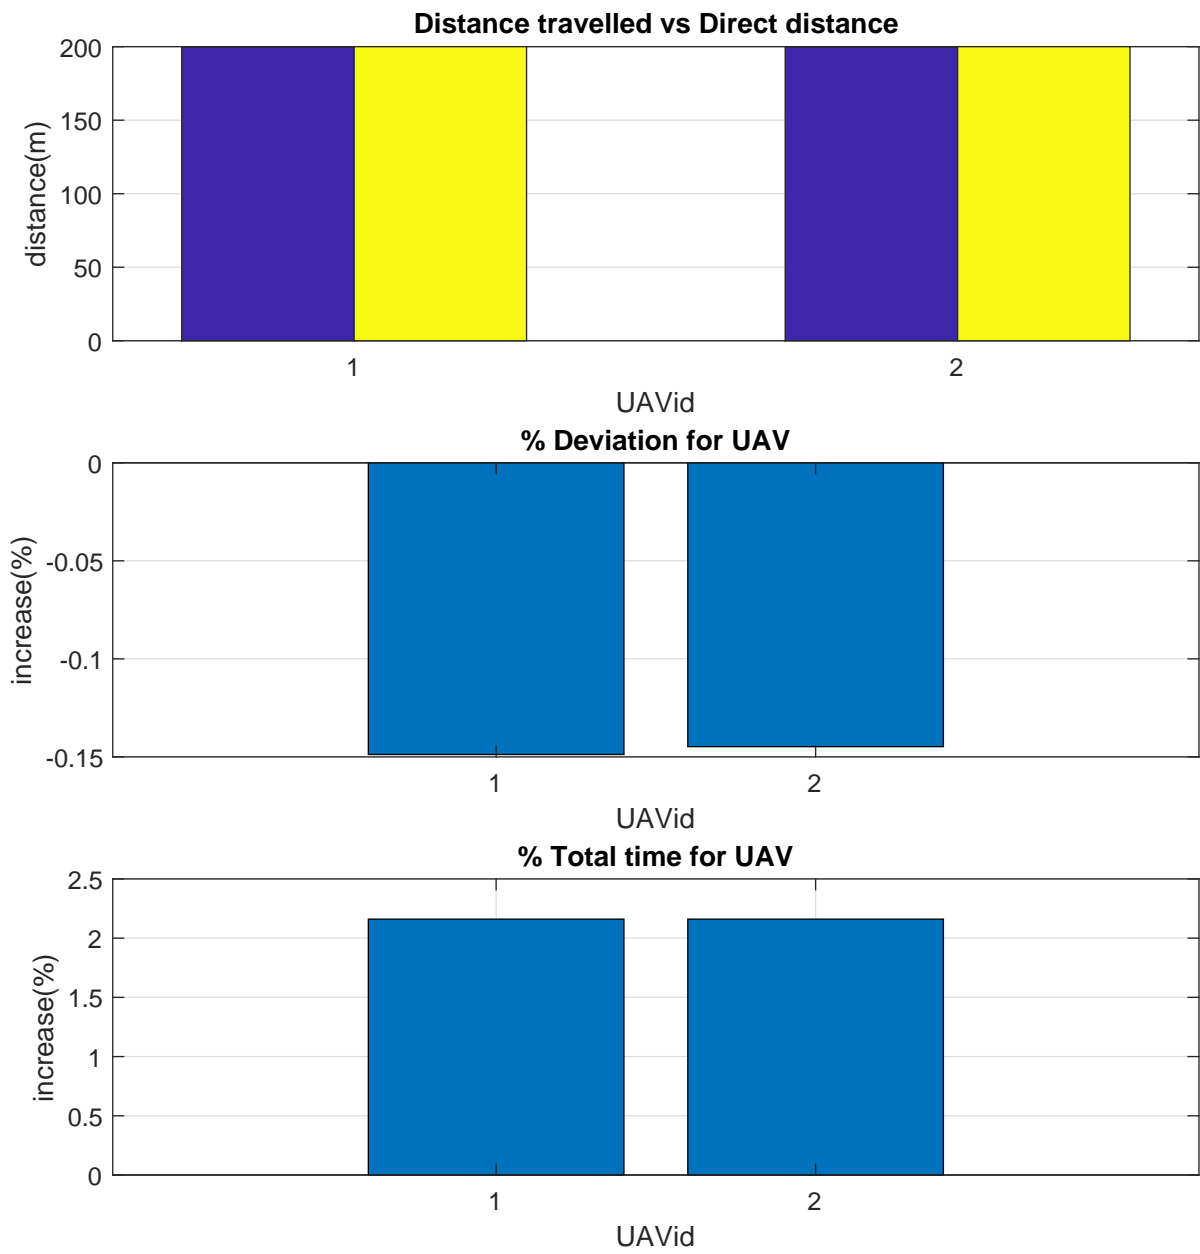 Distance travelled vs Direct distance
200
150
100
50
0
distance(m)
1 2
UAVid
% Deviation for UAV
0
-0.05
-0.1
-0.15
increase(%)
1 2
UAVid
% Total time for UAV
2.5
2
1.5
1
0.5
0
increase(%)
1 2
UAVid